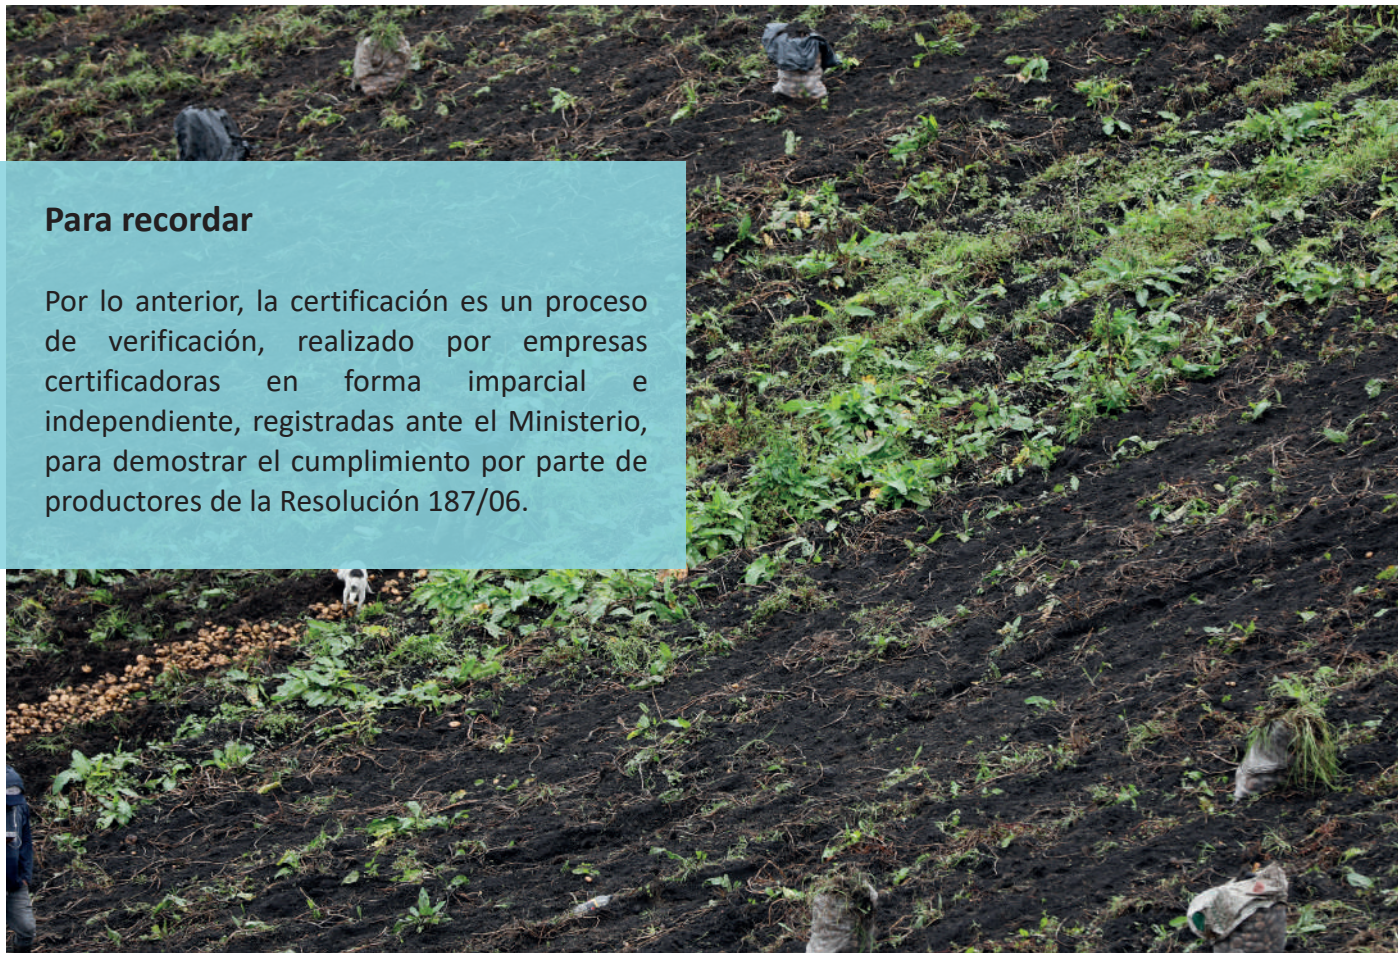 Para recordar
Por lo anterior, la certificación es un proceso
de verificación, realizado por empresas
certificadoras en forma imparcial e
independiente, registradas ante el Ministerio,
para demostrar el cumplimiento por parte de
productores de la Resolución 187/06.